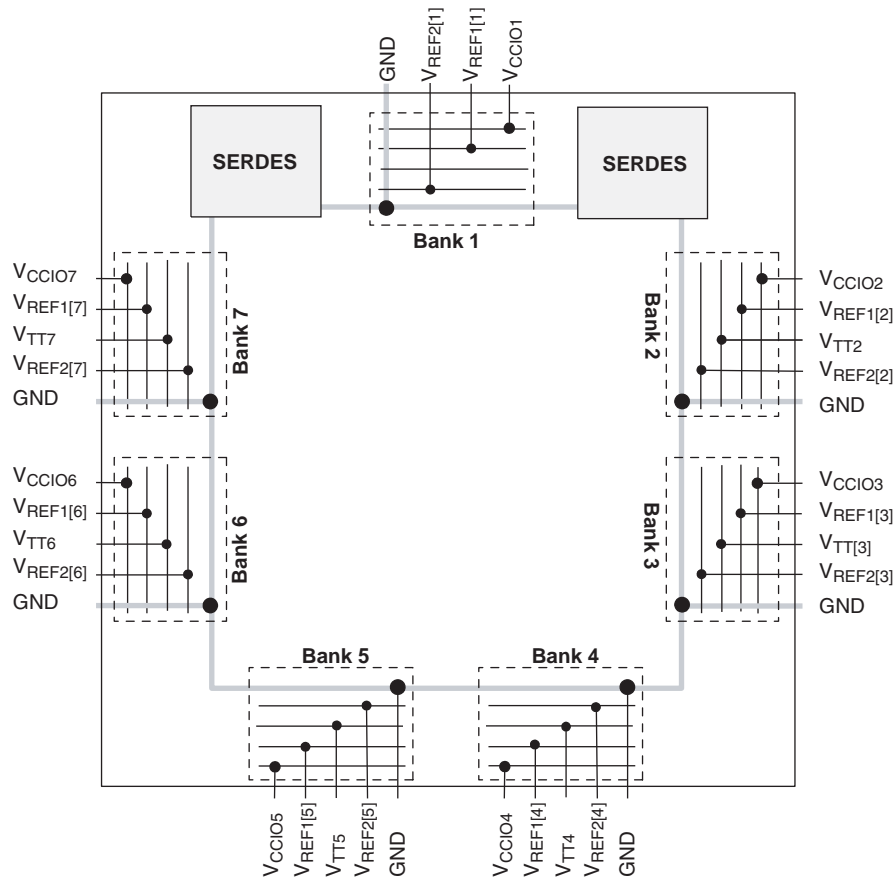 GND
VREF2[1]
VREF1[1]
VCCIO1
SERDES
SERDES
Bank 1
VCCIO7
VREF1[7]
VTT7
VREF2[7]
GND
Bank 7
Bank 2
VCCIO2
VREF1[2]
VTT2
VREF2[2]
GND
VCCIO6
VREF1[6]
VTT6
VREF2[6]
GND
Bank 6
Bank 3
VCCIO3
VREF1[3]
VTT[3]
VREF2[3]
GND
Bank 5
Bank 4
VCCIO5
VREF1[5]
VTT5
VREF2[5]
GND
VCCIO4
VREF1[4]
VTT4
VREF2[4]
GND